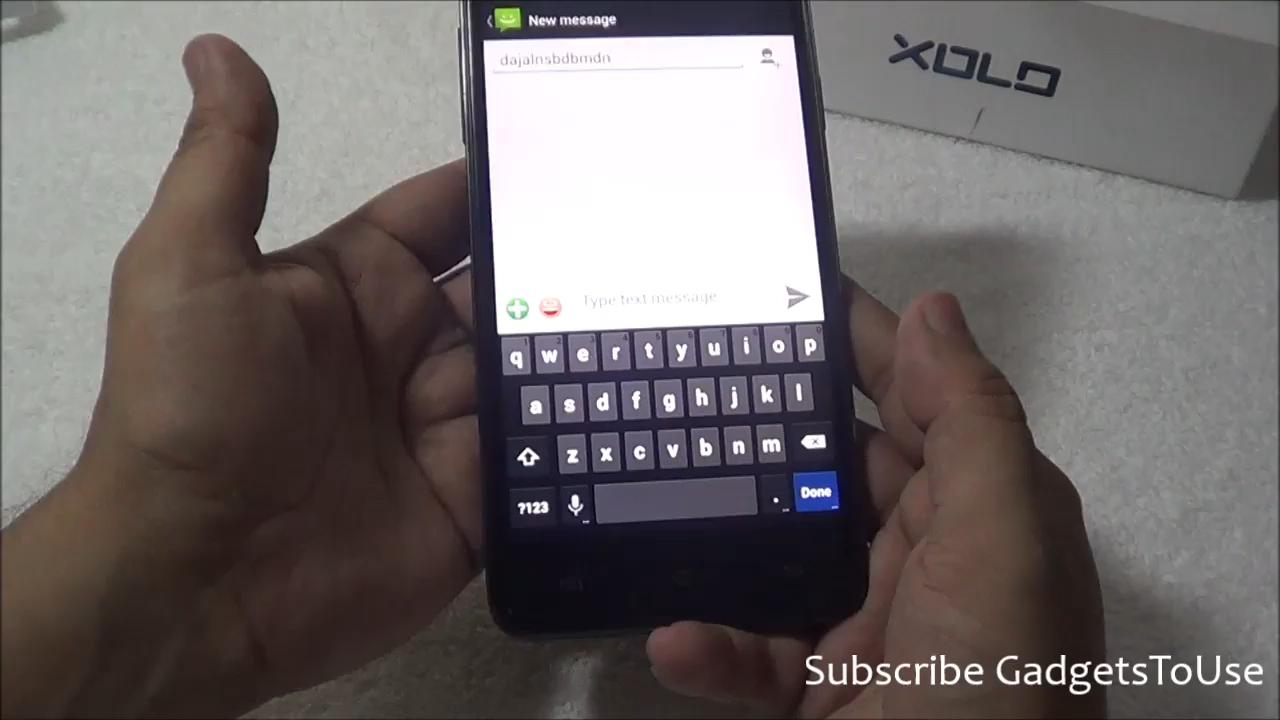 New message
dajalnsbdbmdn
XOLO
Type text message
q w e r t y u i o p
a s d f g h j k l
z x c v b n m
?123 . Done
Subscribe GadgetsToUse